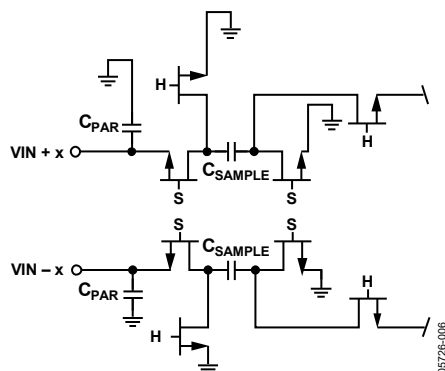 H
C_PAR
VIN + x
C_SAMPLE
H
S
S
S
S
C_SAMPLE
VIN – x
C_PAR
H
H
05726-006